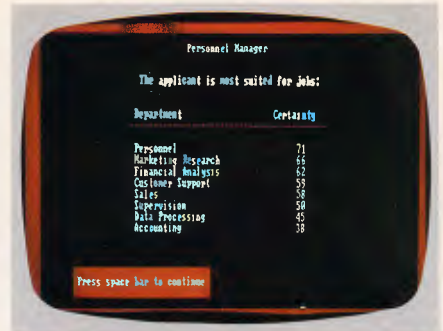 Personnel Manager
The applicant is most suited for jobs:
Department Certainty
Personnel 71
Marketing Research 66
Financial Analysis 62
Customer Support 59
Sales 58
Supervision 50
Data Processing 45
Accounting 38
Press space bar to continue